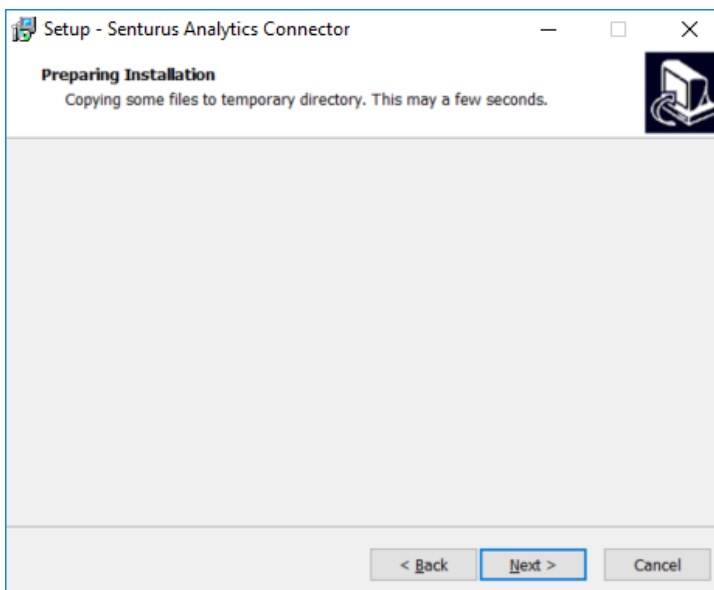 Setup - Senturus Analytics Connector
Preparing Installation
Copying some files to temporary directory. This may a few seconds.
< Back Next > Cancel